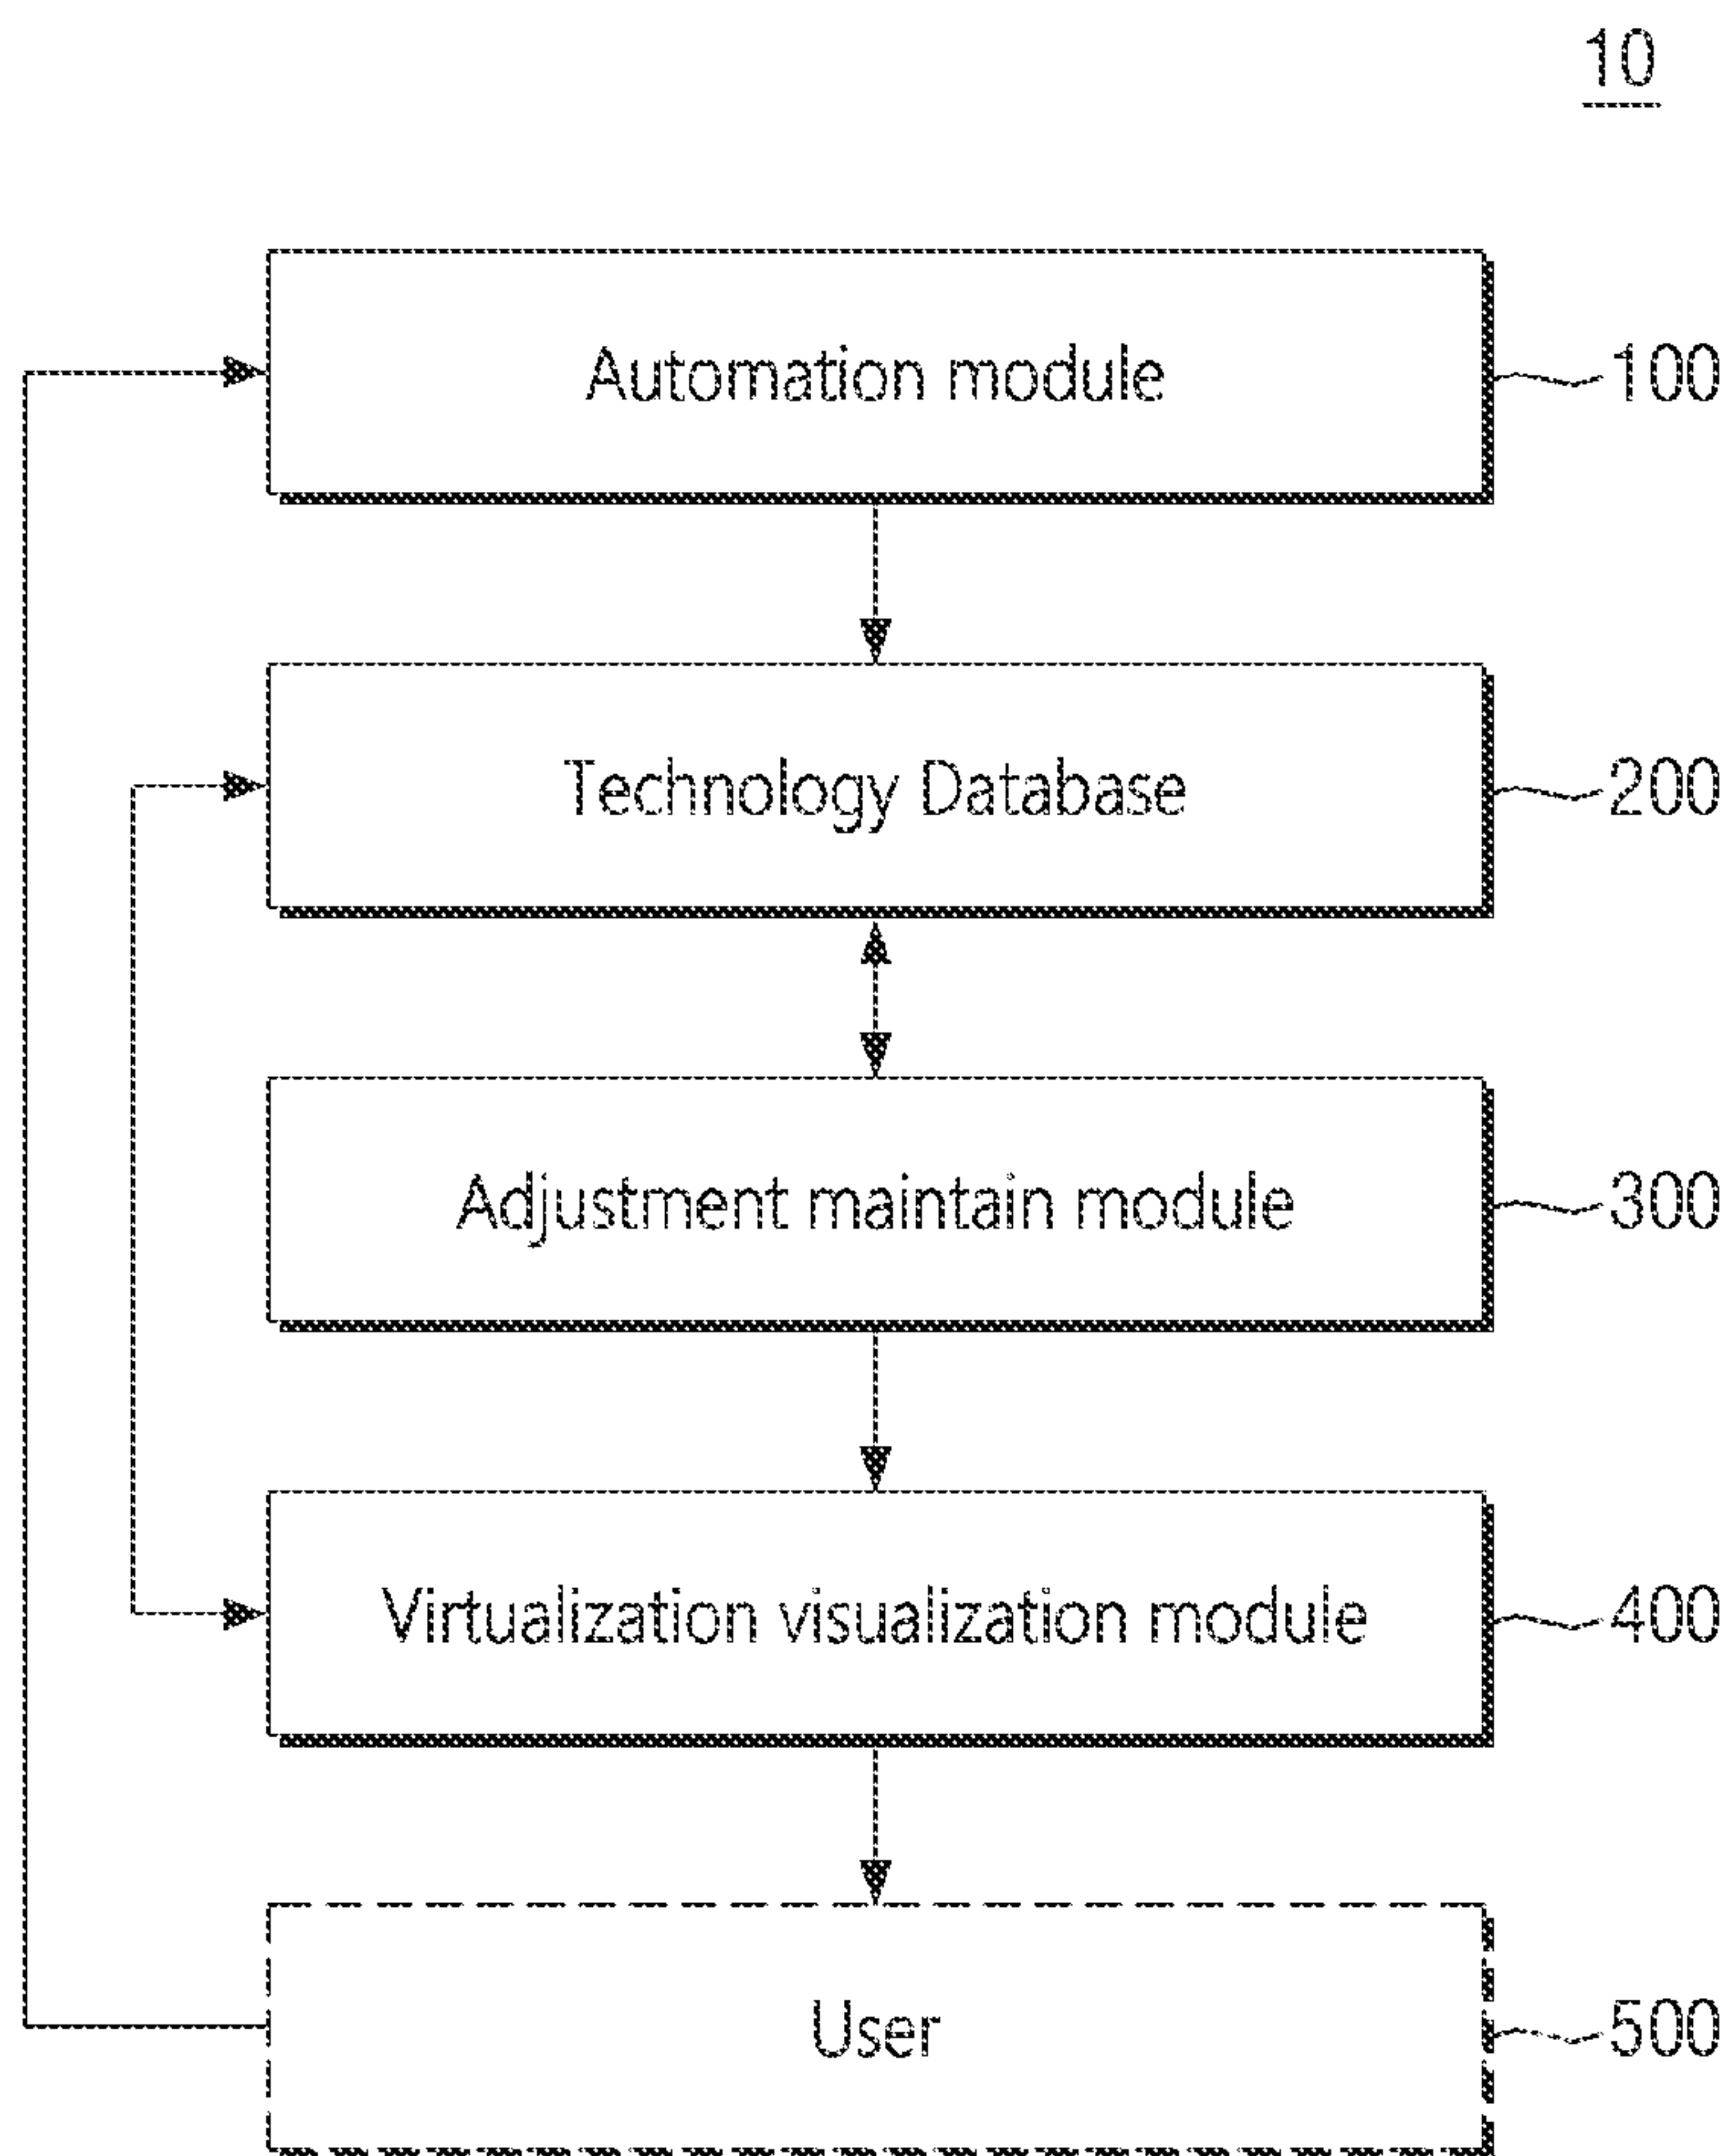 10
Automation module
100
Technology Database
200
Adjustment maintain module
300
Virtualization visualization module
400
User
500